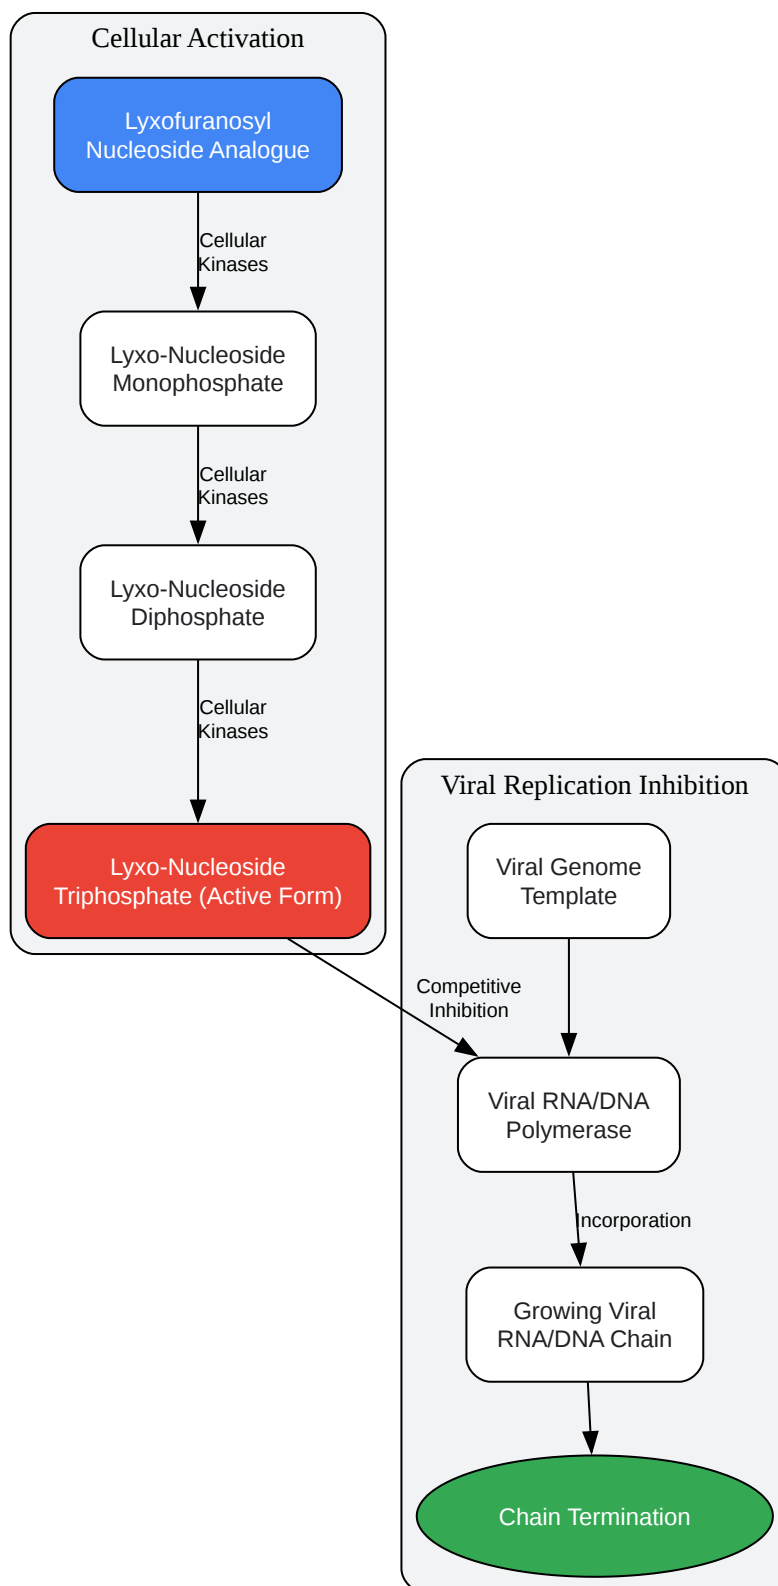 Cellular Activation
Lyxofuranosyl
Nucleoside Analogue
Cellular
Kinases
Lyxo-Nucleoside
Monophosphate
Cellular
Kinases
Lyxo-Nucleoside
Diphosphate
Cellular
Kinases
Lyxo-Nucleoside
Triphosphate (Active Form)
Viral Replication Inhibition
Viral Genome
Template
Competitive
Inhibition
Viral RNA/DNA
Polymerase
Incorporation
Growing Viral
RNA/DNA Chain
Chain Termination